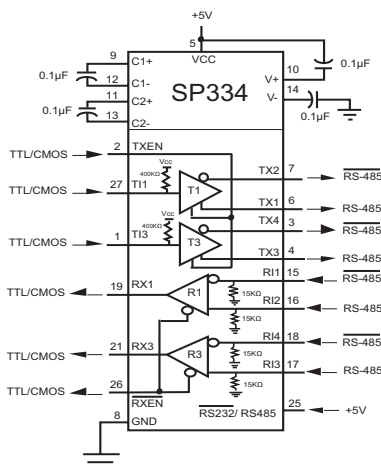 +5V
9
C1+
5
VCC
0.1µF
12
C1-
10
V+
0.1µF
11
C2+
SP334
14
V-
0.1µF
13
C2-
0.1µF
2
TXEN
TTL/CMOS
Vcc
400KΩ
TX2
7
RS-485
27
TI1
TTL/CMOS
T1
TX1
6
RS-485
Vcc
400KΩ
TX4
3
RS-485
1
TI3
TTL/CMOS
T3
TX3
4
RS-485
19
RX1
TTL/CMOS
R1
RI1
15
RS-485
15KΩ
RI2
16
RS-485
15KΩ
21
RX3
TTL/CMOS
R3
RI4
18
RS-485
15KΩ
RI3
17
RS-485
15KΩ
26
RXEN
TTL/CMOS
8
GND
RS232/ RS485
25
+5V